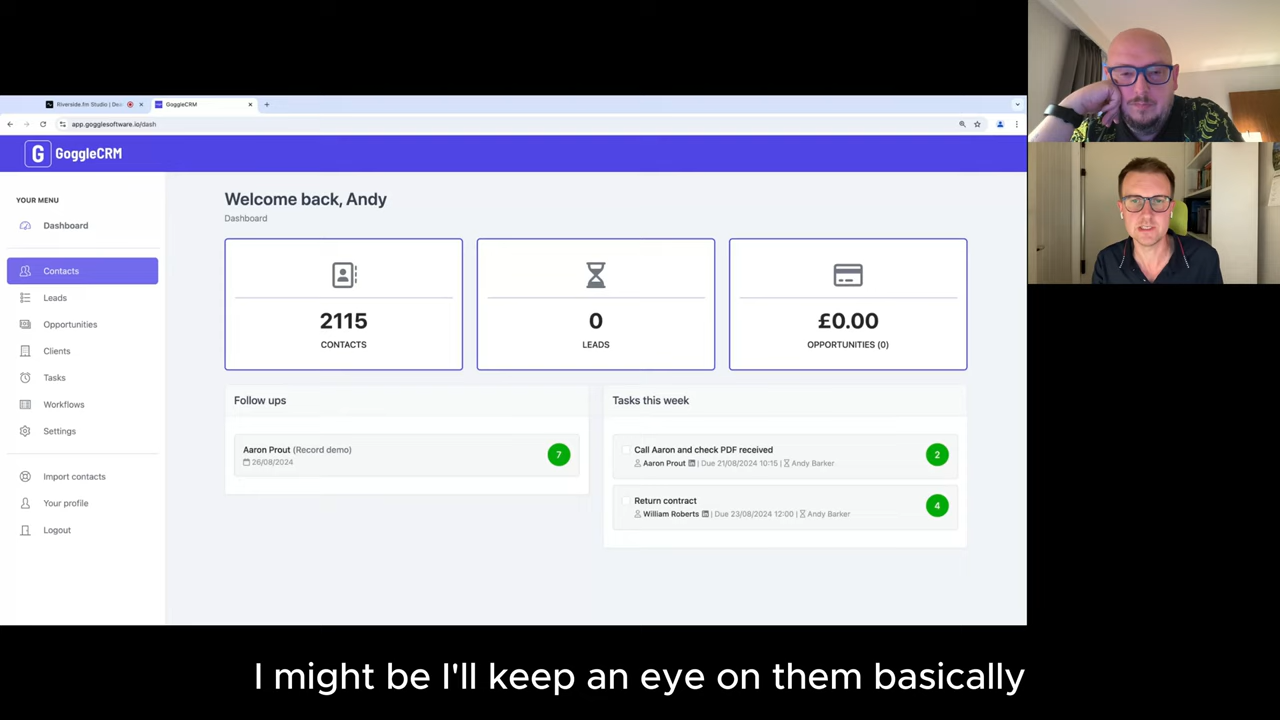 Riverside.fm Studio | Dea
GoggleCRM
app.gogglesoftware.io/dash
G GoggleCRM
YOUR MENU
Dashboard
Contacts
Leads
Opportunities
Clients
Tasks
Workflows
Settings
Import contacts
Your profile
Logout
Welcome back, Andy
Dashboard
2115
CONTACTS
0
LEADS
£0.00
OPPORTUNITIES (0)
Follow ups
Aaron Prout (Record demo)
26/08/2024
7
Tasks this week
Call Aaron and check PDF received
Aaron Prout | Due 21/08/2024 10:15 | Andy Barker
2
Return contract
William Roberts | Due 23/08/2024 12:00 | Andy Barker
4
I might be I'll keep an eye on them basically